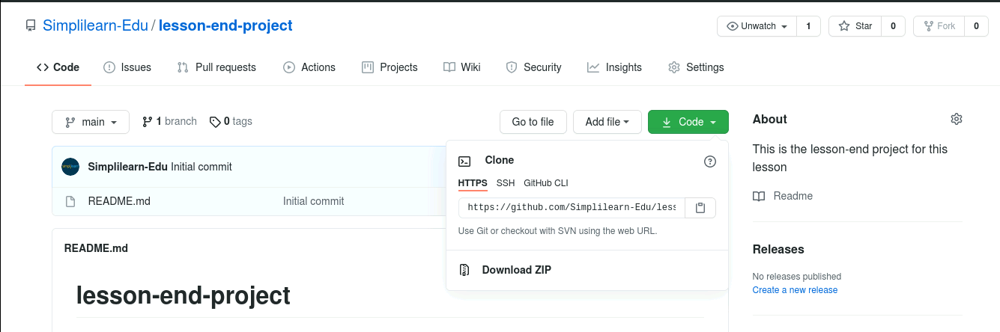 Simplilearn-Edu / lesson-end-project
Unwatch 1 Star 0 Fork 0
Code Issues Pull requests Actions Projects Wiki Security Insights Settings
main 1 branch 0 tags Go to file Add file Code
Simplilearn-Edu Initial commit
README.md Initial commit
README.md
lesson-end-project
Clone
HTTPS SSH GitHub CLI
https://github.com/Simplilearn-Edu/less
Use Git or checkout with SVN using the web URL.
Download ZIP
About
This is the lesson-end project for this
lesson
Readme
Releases
No releases published
Create a new release